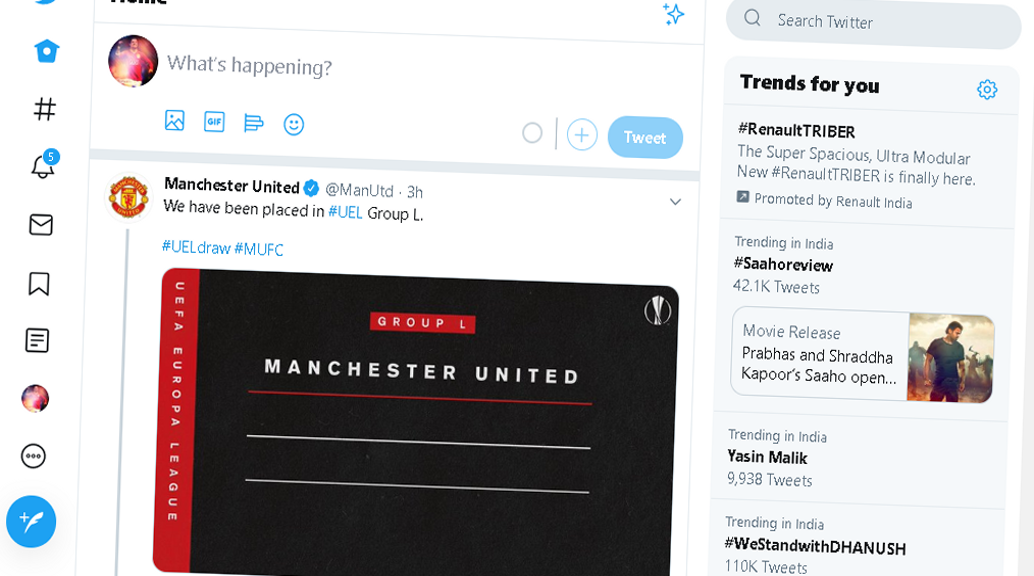 Home
What's happening?
GIF
Tweet
Manchester United @ManUtd · 3h
We have been placed in #UEL Group L.
#UELdraw #MUFC
UEFA EUROPA LEAGUE
GROUP L
MANCHESTER UNITED
5
Search Twitter
Trends for you
#RenaultTRIBER
The Super Spacious, Ultra Modular
New #RenaultTRIBER is finally here.
Promoted by Renault India
Trending in India
#Saahoreview
42.1K Tweets
Movie Release
Prabhas and Shraddha
Kapoor's Saaho open...
Trending in India
Yasin Malik
9,938 Tweets
Trending in India
#WeStandwithDHANUSH
110K Tweets